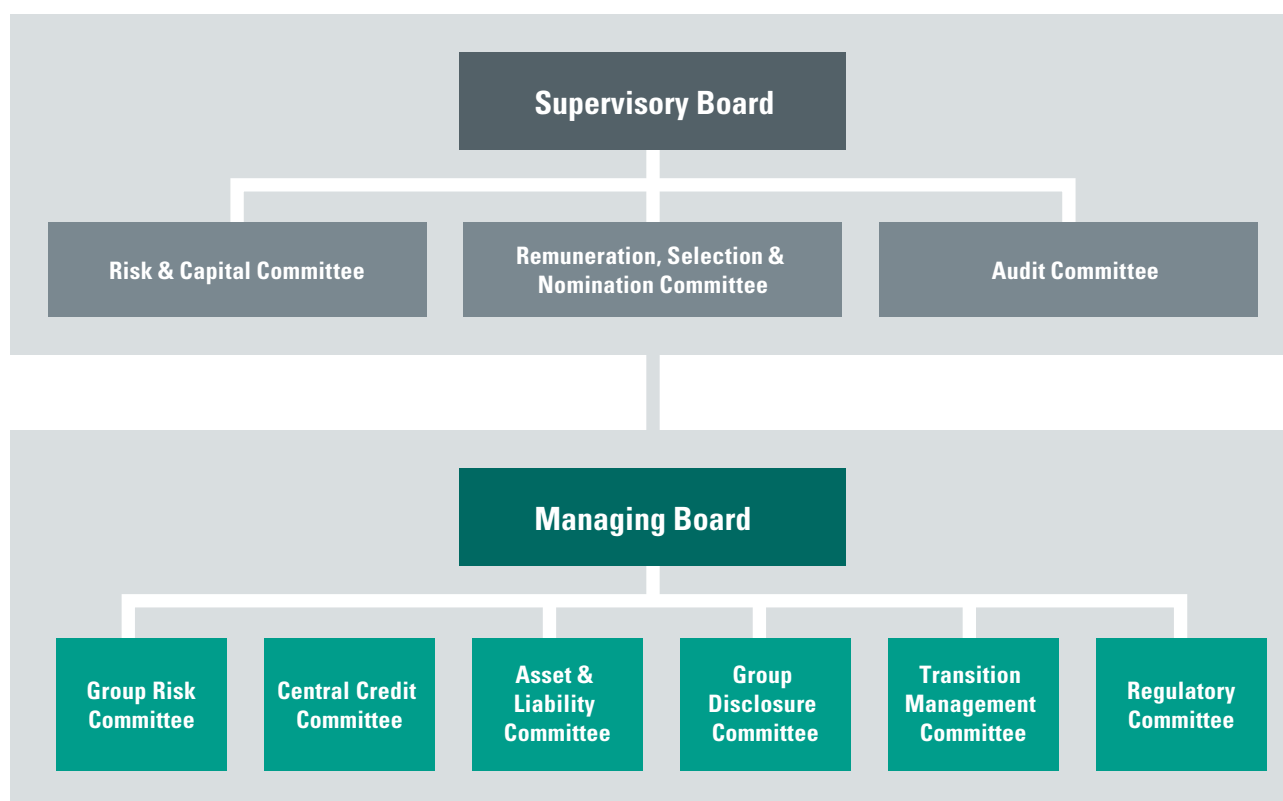 Supervisory Board
Risk & Capital Committee
Remuneration, Selection &
Nomination Committee
Audit Committee
Managing Board
Group Risk
Committee
Central Credit
Committee
Asset &
Liability
Committee
Group
Disclosure
Committee
Transition
Management
Committee
Regulatory
Committee